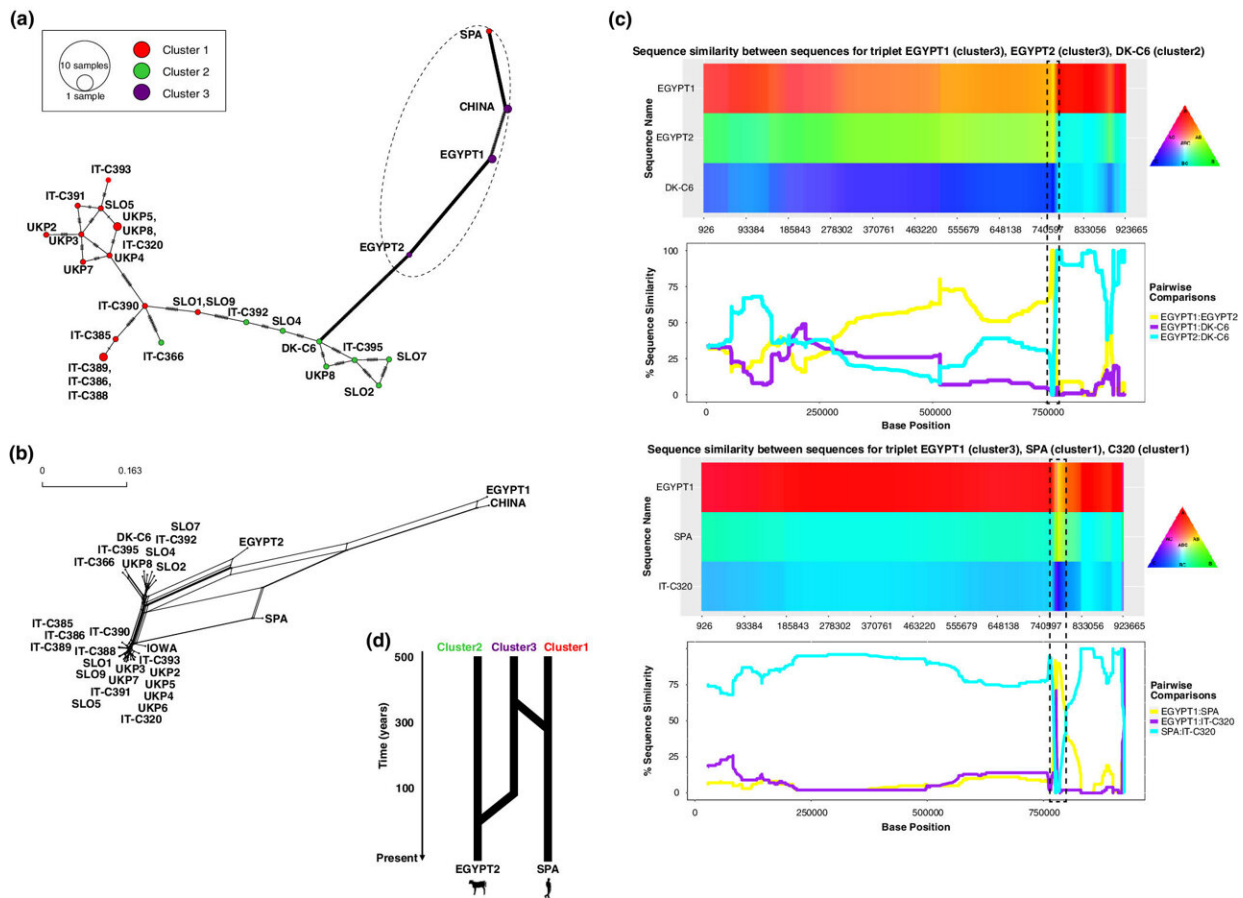 (a)
10 samples
1 sample
Cluster 1
Cluster 2
Cluster 3
SPA
CHINA
EGYPT1
EGYPT2
IT-C393
IT-C391
SLO5
UKP5,
UKP8,
IT-C320
UKP2
UKP3
UKP4
UKP7
IT-C390
SLO1,SLO9
IT-C392
SLO4
IT-C385
IT-C366
DK-C6
IT-C395
SLO7
UKP8
SLO2
IT-C389,
IT-C386,
IT-C388
(b)
0 0.163
EGYPT1
CHINA
EGYPT2
SLO7
DK-C6
IT-C392
IT-C395
SLO4
IT-C366
UKP8
SLO2
SPA
IT-C385
IT-C386
IT-C390
IT-C389
IT-C388
IOWA
SLO1
IT-C393
UKP3
UKP2
SLO9
UKP7
UKP5
IT-C391
UKP4
SLO5
UKP6
IT-C320
(d)
Cluster2 Cluster3 Cluster1
500
300
100
Present
Time (years)
EGYPT2 SPA
(c)
Sequence similarity between sequences for triplet EGYPT1 (cluster3), EGYPT2 (cluster3), DK-C6 (cluster2)
Sequence Name
EGYPT1
EGYPT2
DK-C6
926 93384 185843 278302 370761 463220 555679 648138 740597 833056 923665
% Sequence Similarity
100
75
50
25
0
0 250000 500000 750000
Base Position
Pairwise
Comparisons
EGYPT1:EGYPT2
EGYPT1:DK-C6
EGYPT2:DK-C6
Sequence similarity between sequences for triplet EGYPT1 (cluster3), SPA (cluster1), C320 (cluster1)
Sequence Name
EGYPT1
SPA
IT-C320
926 93384 185843 278302 370761 463220 555679 648138 740597 833056 923665
% Sequence Similarity
75
50
25
0
0 250000 500000 750000
Base Position
Pairwise
Comparisons
EGYPT1:SPA
EGYPT1:IT-C320
SPA:IT-C320